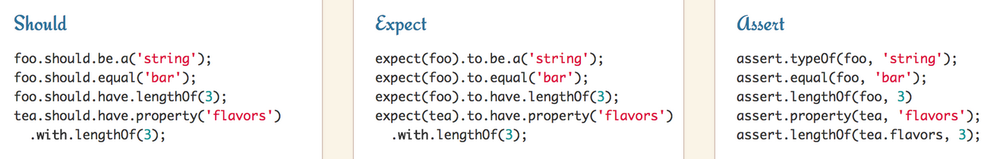 Should
foo.should.be.a('string');
foo.should.equal('bar');
foo.should.have.lengthOf(3);
tea.should.have.property('flavors')
  .with.lengthOf(3);
Expect
expect(foo).to.be.a('string');
expect(foo).to.equal('bar');
expect(foo).to.have.lengthOf(3);
expect(tea).to.have.property('flavors')
  .with.lengthOf(3);
Assert
assert.typeOf(foo, 'string');
assert.equal(foo, 'bar');
assert.lengthOf(foo, 3)
assert.property(tea, 'flavors');
assert.lengthOf(tea.flavors, 3);